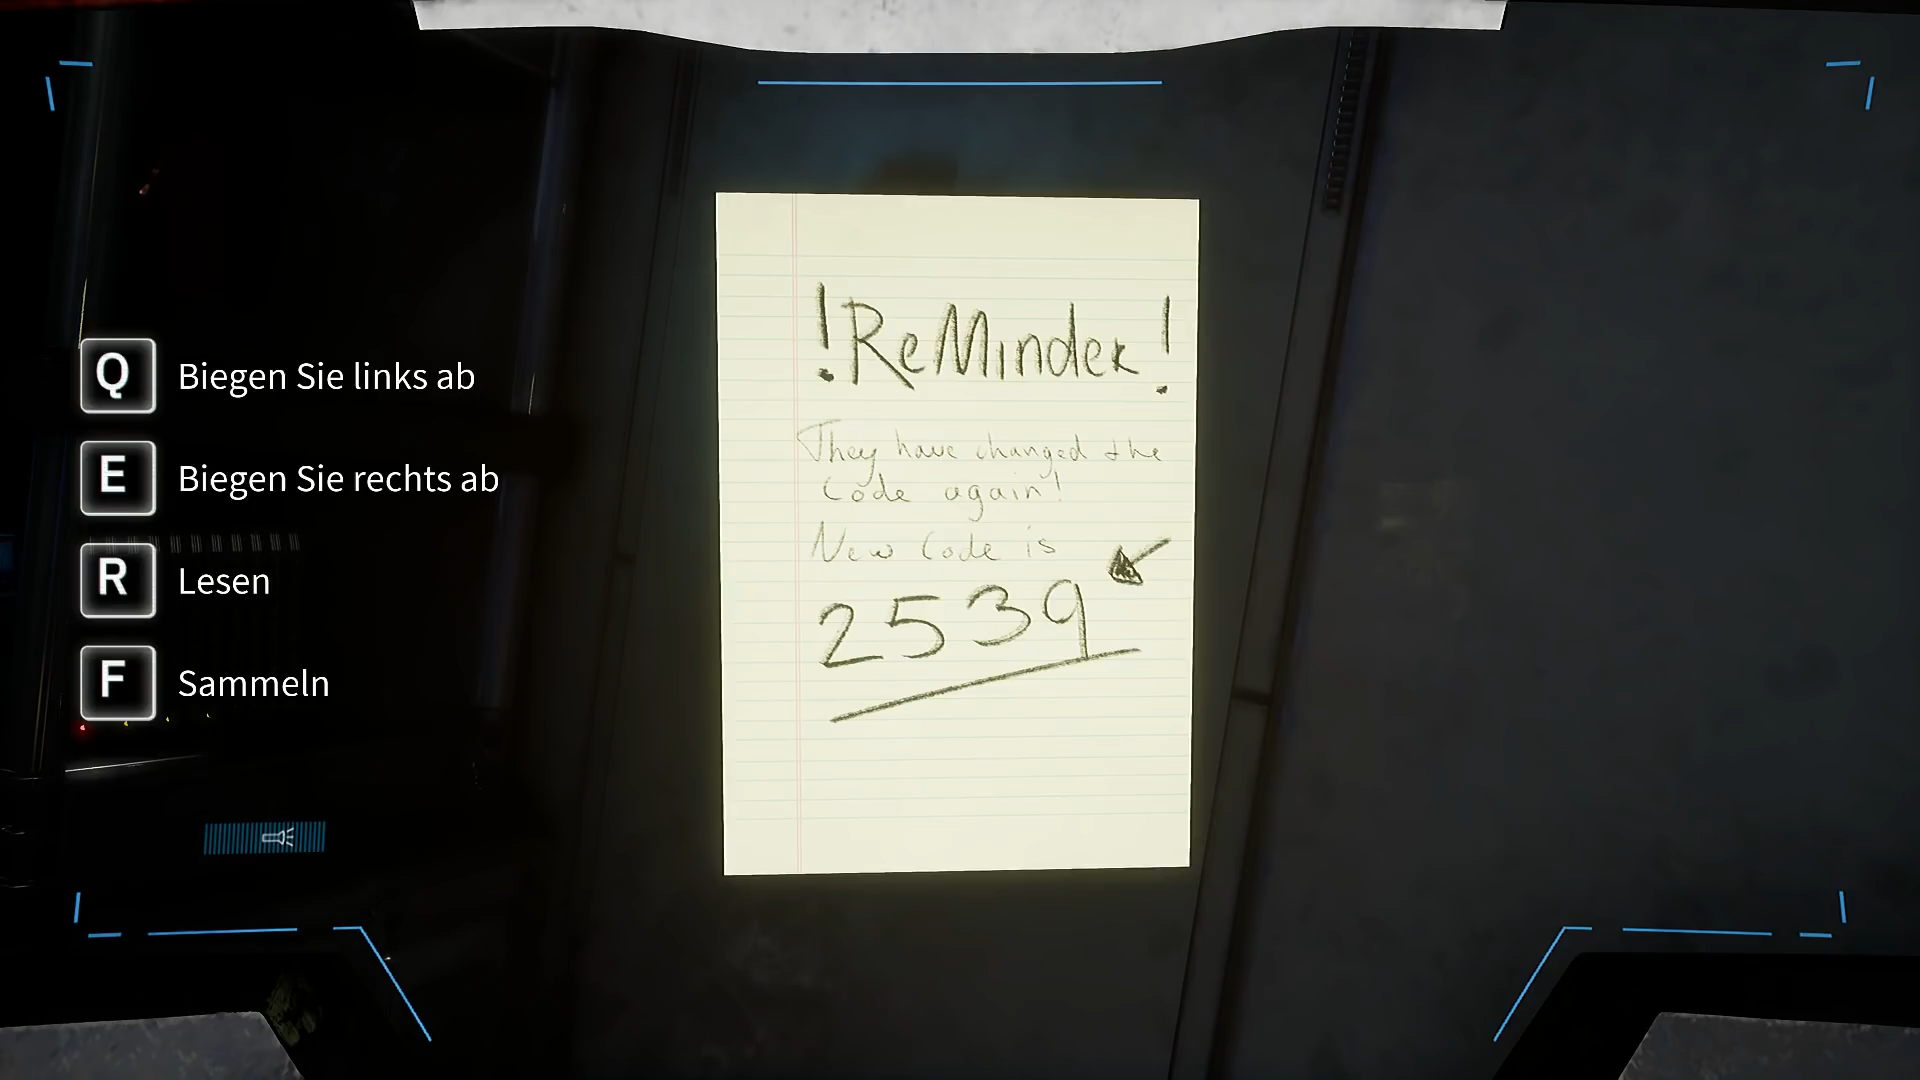 !ReMinder!
They have changed the
Code again!
New Code is
2539
Q Biegen Sie links ab
E Biegen Sie rechts ab
R Lesen
F Sammeln